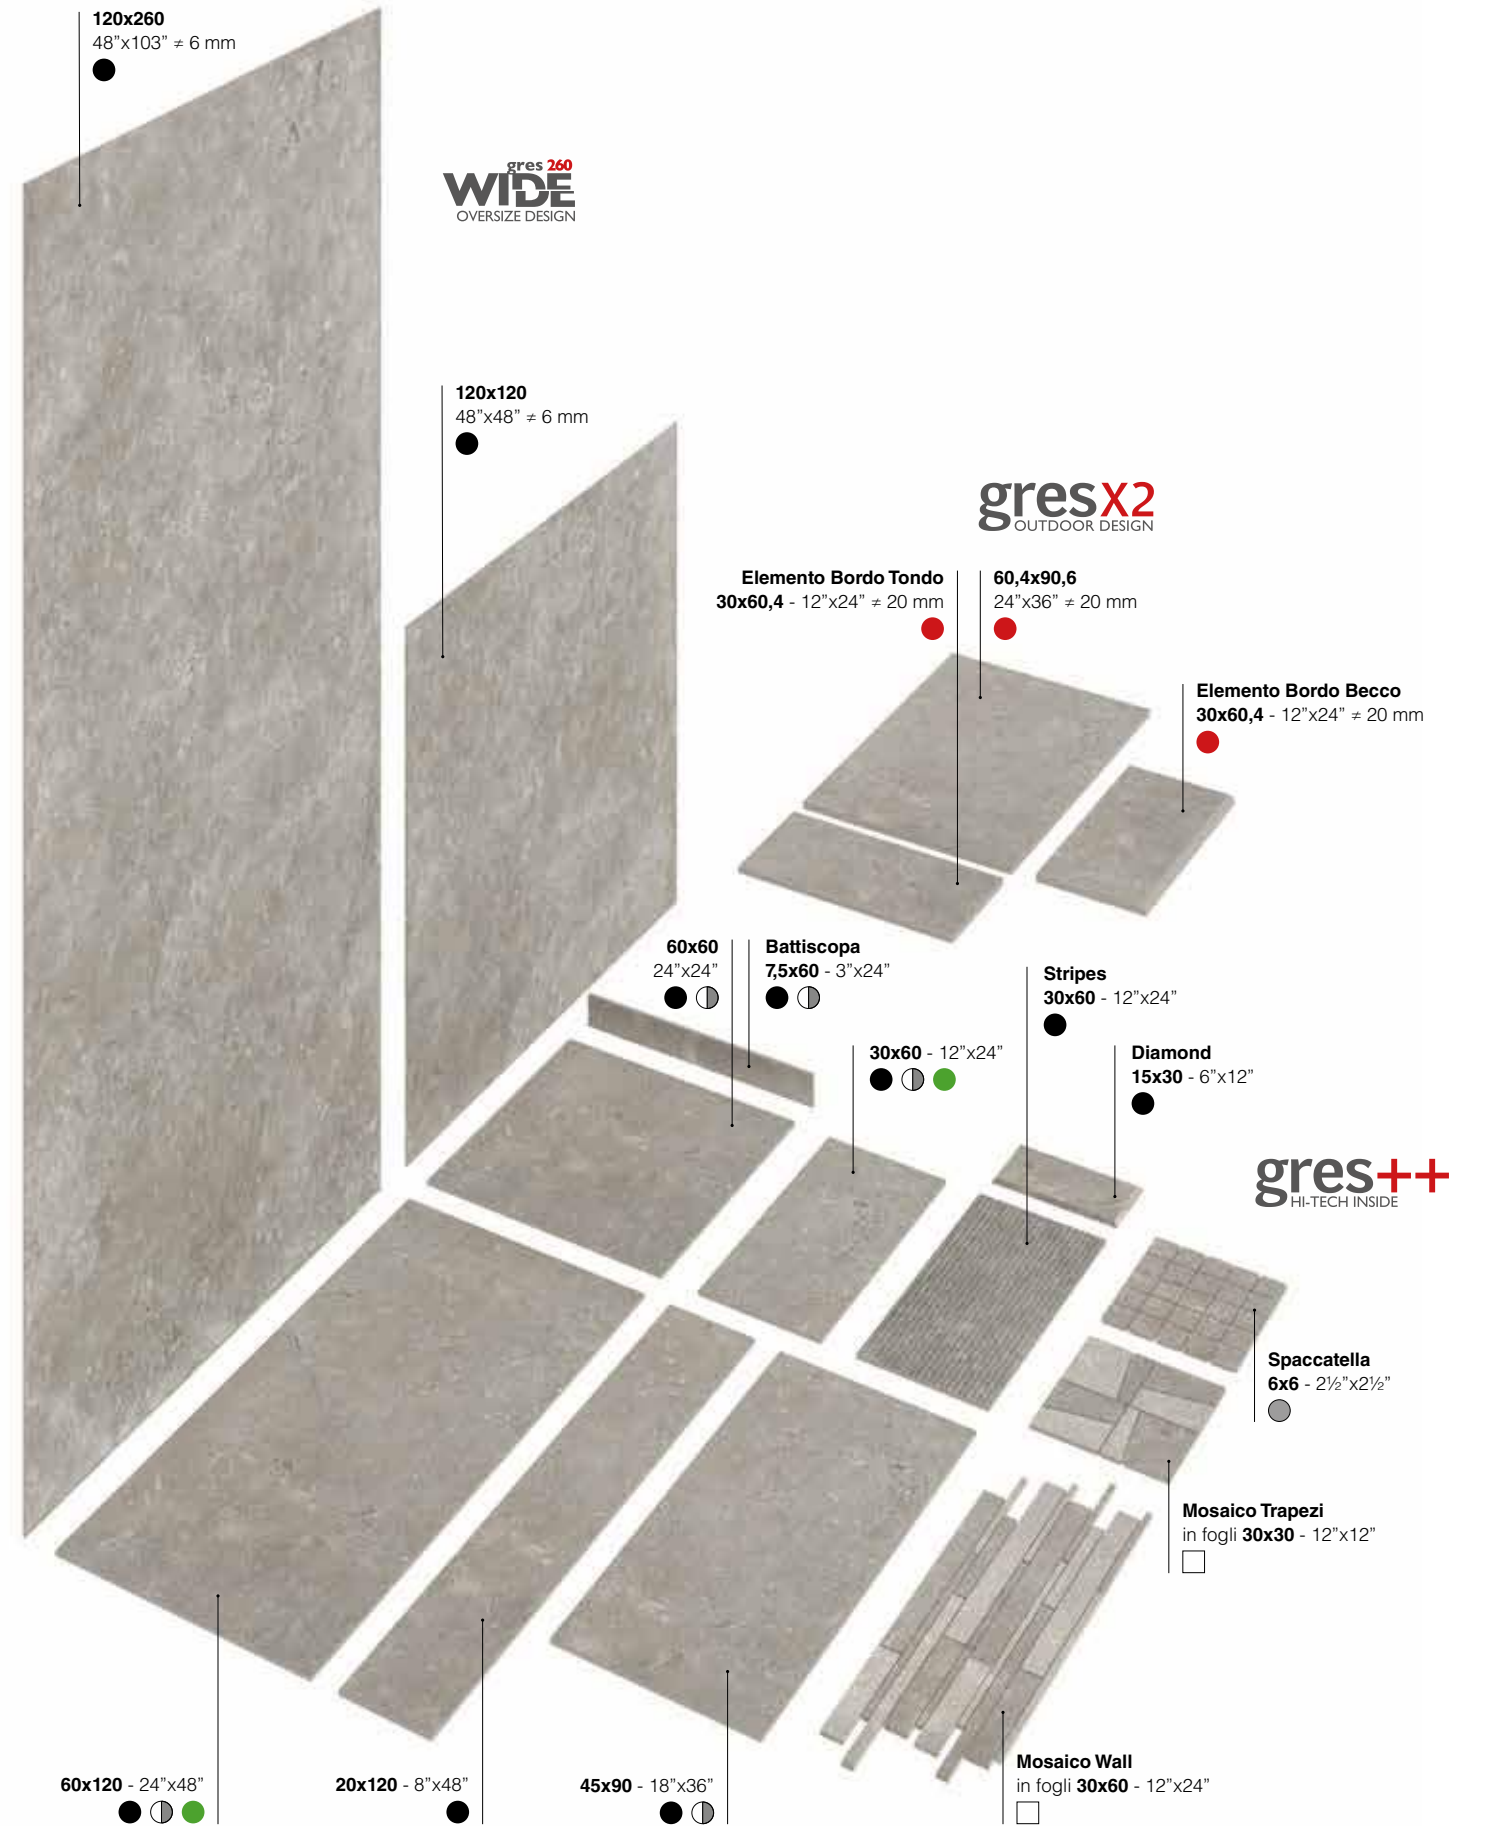 120x260
48”x103” ≠ 6 mm
gres 260
WIDE
OVERSIZE DESIGN
120x120
48”x48” ≠ 6 mm
gresX2
OUTDOOR DESIGN
Elemento Bordo Tondo
30x60,4 - 12”x24” ≠ 20 mm
60,4x90,6
24”x36” ≠ 20 mm
Elemento Bordo Becco
30x60,4 - 12”x24” ≠ 20 mm
60x60
24”x24”
Battiscopa
7,5x60 - 3”x24”
30x60 - 12”x24”
Stripes
30x60 - 12”x24”
Diamond
15x30 - 6”x12”
gres++
HI-TECH INSIDE
Spaccatella
6x6 - 2½”x2½”
Mosaico Trapezi
in fogli 30x30 - 12”x12”
Mosaico Wall
in fogli 30x60 - 12”x24”
60x120 - 24”x48”
20x120 - 8”x48”
45x90 - 18”x36”